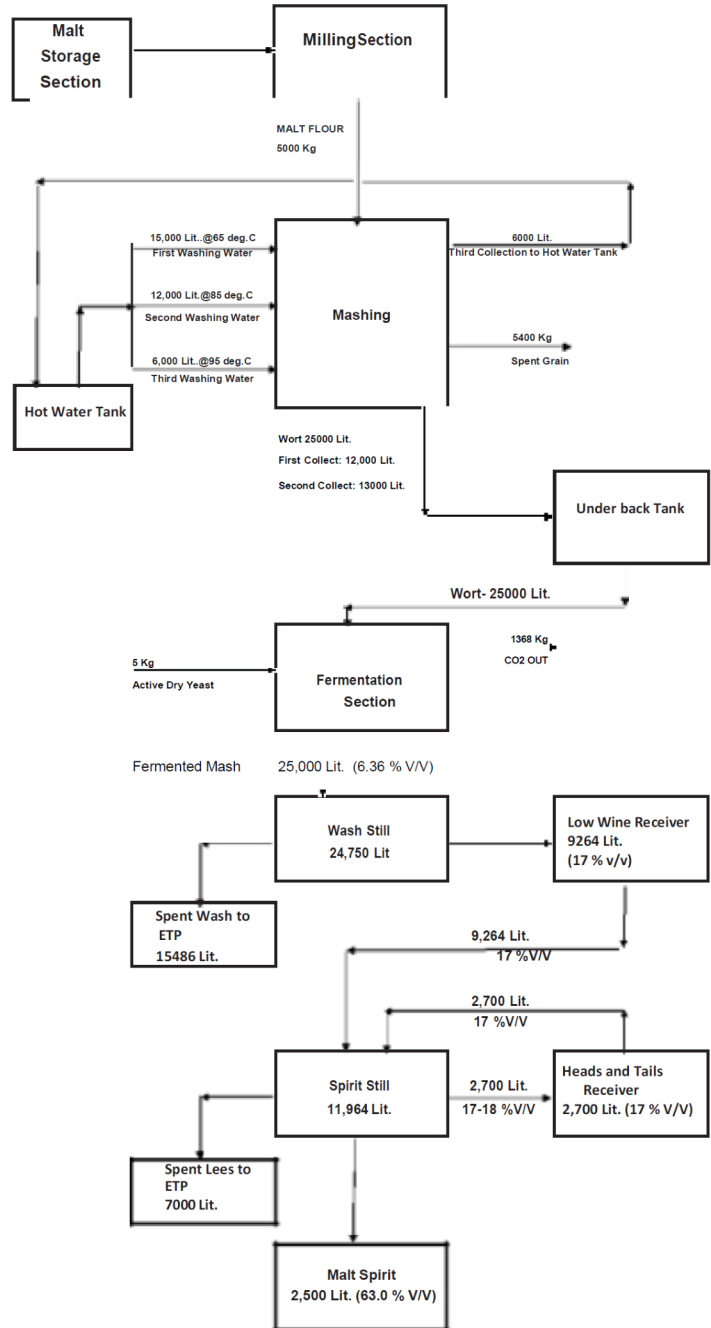 Malt
Storage
Section
MillingSection
MALT FLOUR
5000 Kg
15,000 Lit..@65 deg.C
First Washing Water
12,000 Lit.@85 deg.C
Second Washing Water
6,000 Lit..@95 deg.C
Third Washing Water
Mashing
6000 Lit.
Third Collection to Hot Water Tank
5400 Kg
Spent Grain
Hot Water Tank
Wort 25000 Lit.
First Collect: 12,000 Lit.
Second Collect: 13000 Lit.
Under back Tank
Wort- 25000 Lit.
5 Kg
Active Dry Yeast
Fermentation
Section
1368 Kg
CO2 OUT
Fermented Mash 25,000 Lit. (6.36 % V/V)
Wash Still
24,750 Lit
Low Wine Receiver
9264 Lit.
(17 % v/v)
Spent Wash to
ETP
15486 Lit.
9,264 Lit.
17 %V/V
2,700 Lit.
17 %V/V
Spirit Still
11,964 Lit.
2,700 Lit.
17-18 %V/V
Heads and Tails
Receiver
2,700 Lit. (17 % V/V)
Spent Lees to
ETP
7000 Lit.
Malt Spirit
2,500 Lit. (63.0 % V/V)